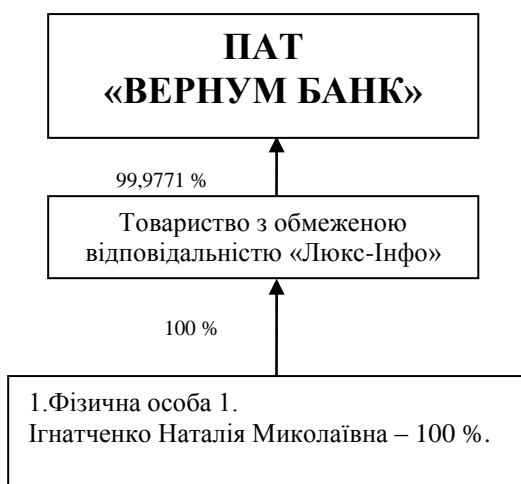 ПАТ
«ВЕРНУМ БАНК»
99,9771 %
Товариство з обмеженою
відповідальністю «Люкс-Інфо»
100 %
1.Фізична особа 1.
Ігнатченко Наталія Миколаївна – 100 %.